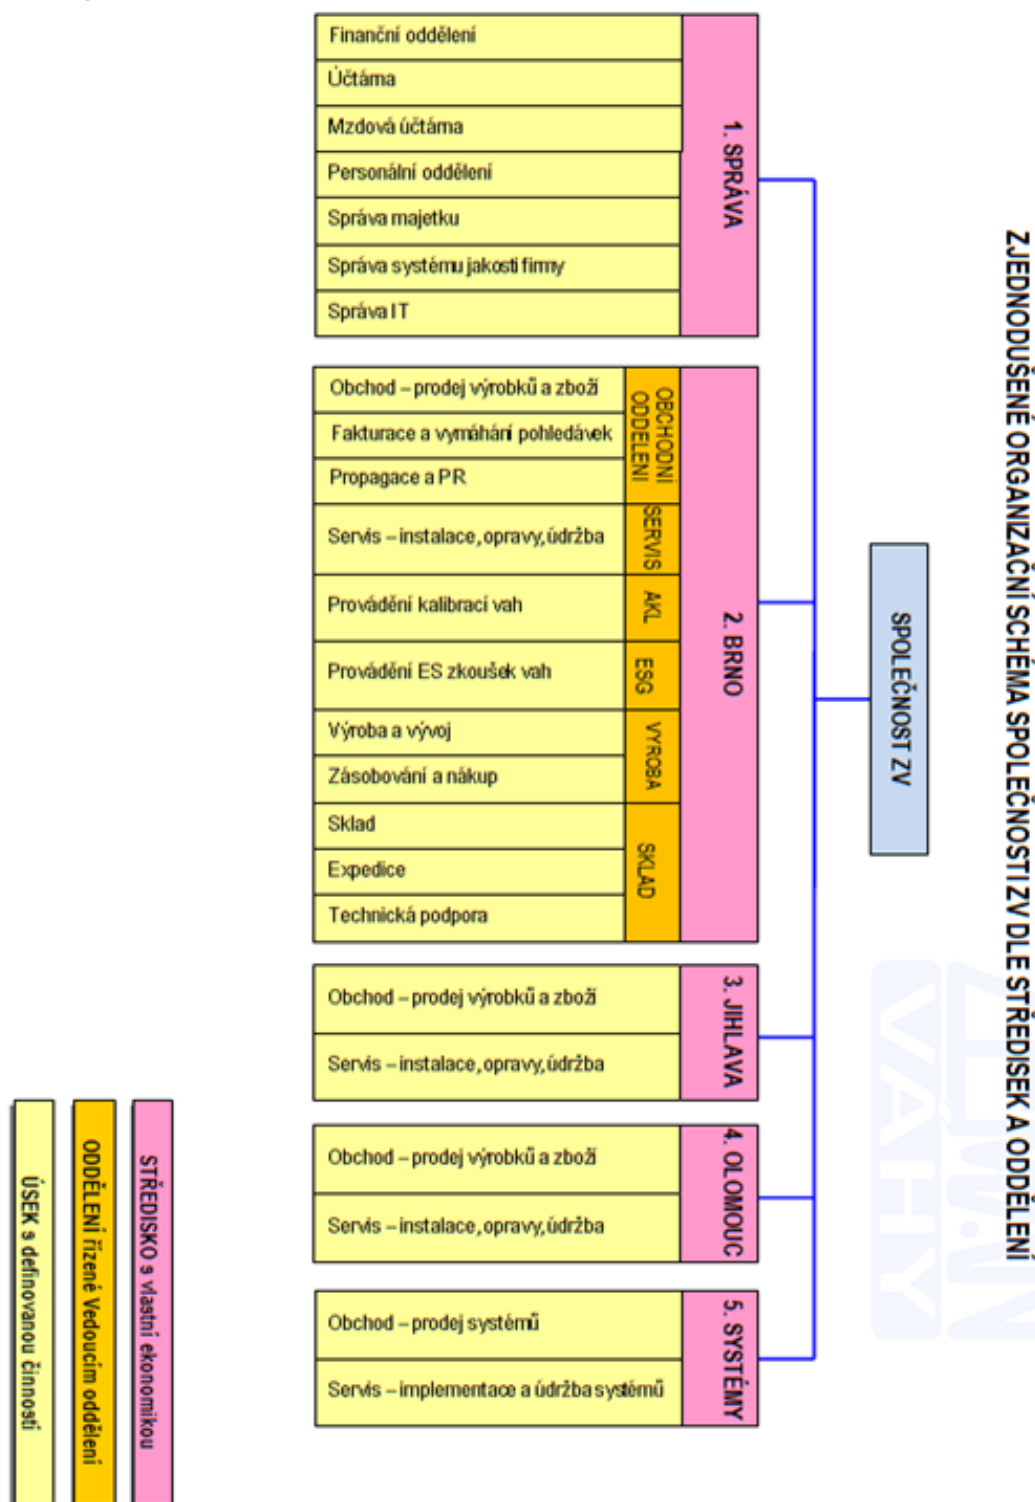 ZJEDNODUŠENÉ ORGANIZAČNÍ SCHÉMA SPOLEČNOSTI ZV DLE STŘEDISEK A ODDĚLENÍ
SPOLEČNOST ZV
1. SPRÁVA
Finanční oddělení
Účtárna
Mzdová účtárna
Personální oddělení
Správa majetku
Správa systému jakosti firmy
Správa IT
2. BRNO
OBCHODNI
ODDELENI
Obchod – prodej výrobků a zboží
Fakturace a vymáhání pohledávek
Propagace a PR
SERVIS
Servis – instalace, opravy, údržba
AKL
Provádění kalibrací vah
ESG
Provádění ES zkoušek vah
VYROBA
Výroba a vývoj
Zásobování a nákup
SKLAD
Sklad
Expedice
Technická podpora
3. JIHLAVA
Obchod – prodej výrobků a zboží
Servis – instalace, opravy, údržba
4. OLOMOUC
Obchod – prodej výrobků a zboží
Servis – instalace, opravy, údržba
5. SYSTÉMY
Obchod – prodej systémů
Servis – implementace a údržba systémů
STŘEDISKO s vlastní ekonomikou
ODDĚLENÍ řízené Vedoucím oddělení
ÚSEK s definovanou činností
VÁHY